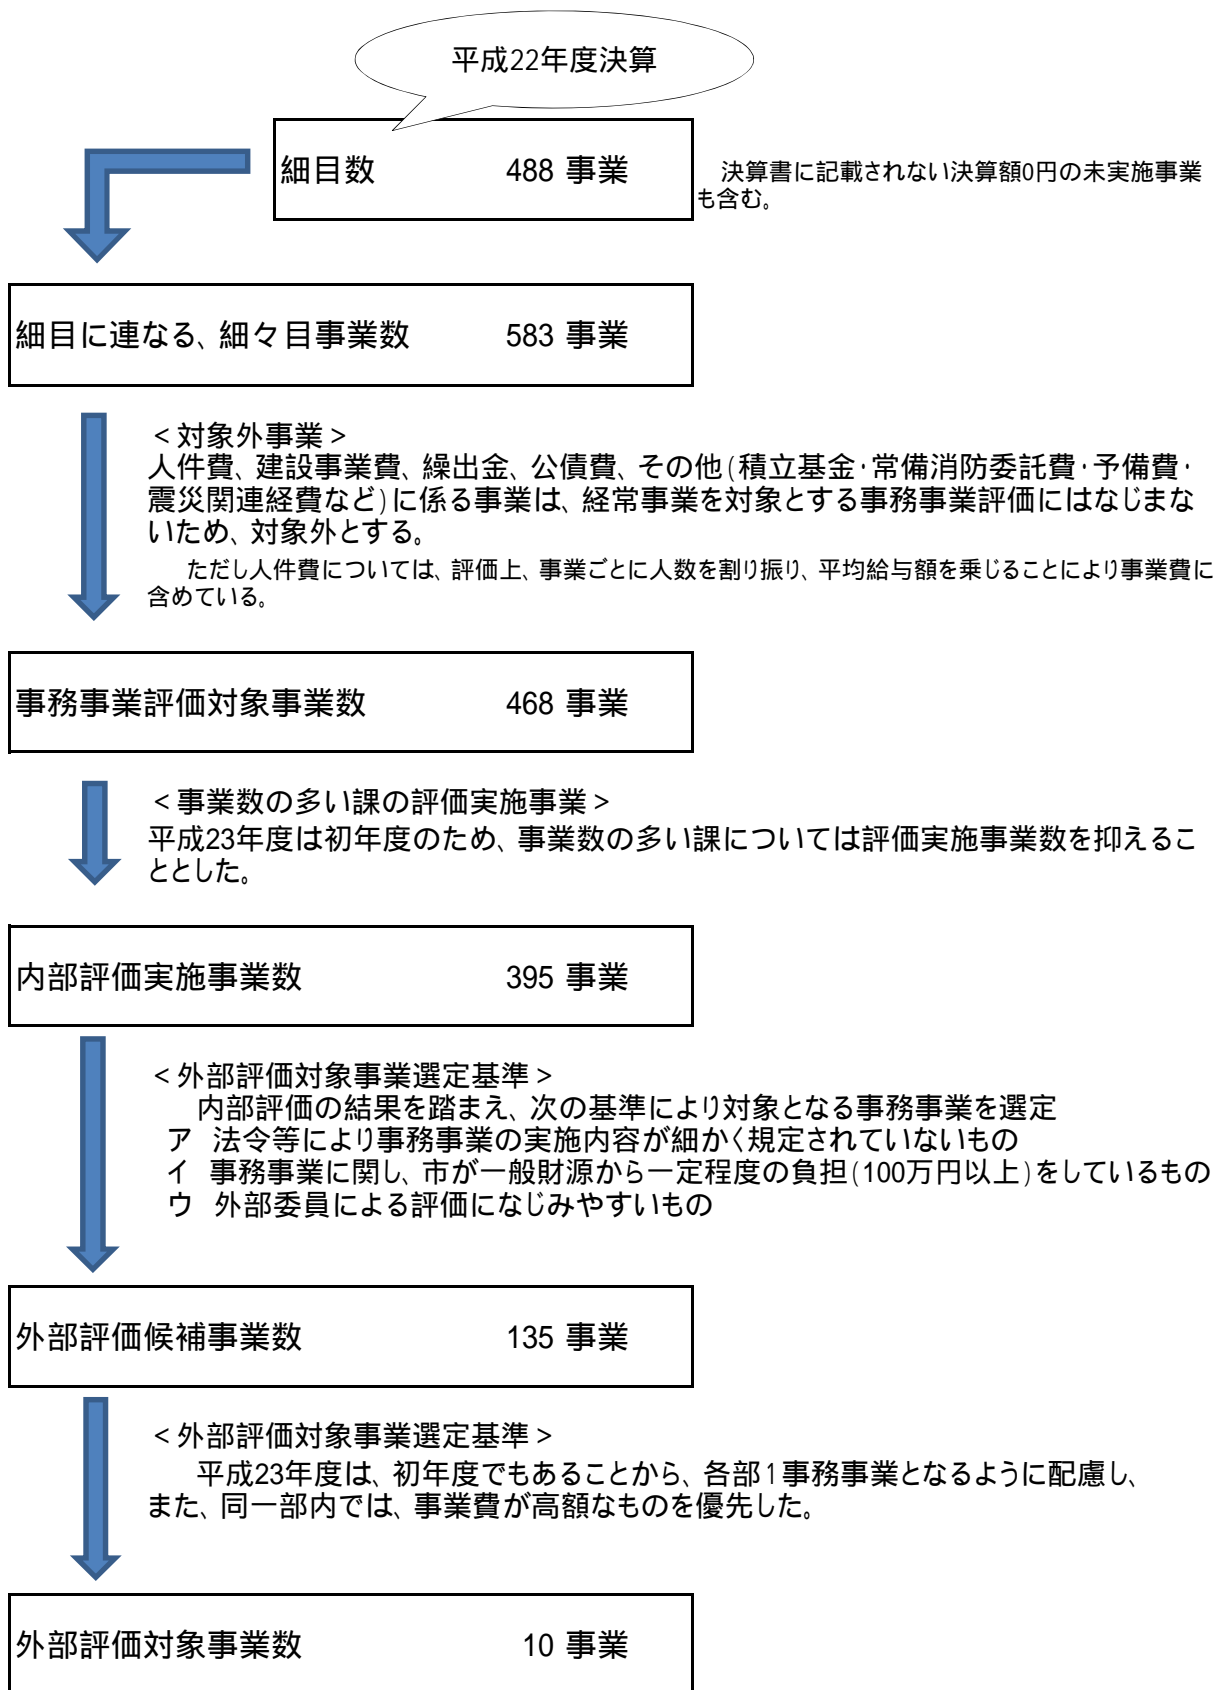 平成22年度決算
細目数 488 事業
決算書に記載されない決算額0円の未実施事業
も含む。
細目に連なる、細々目事業数 583 事業
＜対象外事業＞
人件費、建設事業費、繰出金、公債費、その他(積立基金･常備消防委託費･予備費･
震災関連経費など)に係る事業は、経常事業を対象とする事務事業評価にはなじまな
いため、対象外とする。
ただし人件費については、評価上、事業ごとに人数を割り振り、平均給与額を乗じることにより事業費に
含めている。
事務事業評価対象事業数 468 事業
＜事業数の多い課の評価実施事業＞
平成23年度は初年度のため、事業数の多い課については評価実施事業数を抑えるこ
ととした。
内部評価実施事業数 395 事業
＜外部評価対象事業選定基準＞
内部評価の結果を踏まえ、次の基準により対象となる事務事業を選定
ア 法令等により事務事業の実施内容が細かく規定されていないもの
イ 事務事業に関し、市が一般財源から一定程度の負担(100万円以上)をしているもの
ウ 外部委員による評価になじみやすいもの
外部評価候補事業数 135 事業
＜外部評価対象事業選定基準＞
平成23年度は、初年度でもあることから、各部1事務事業となるように配慮し、
また、同一部内では、事業費が高額なものを優先した。
外部評価対象事業数 10 事業